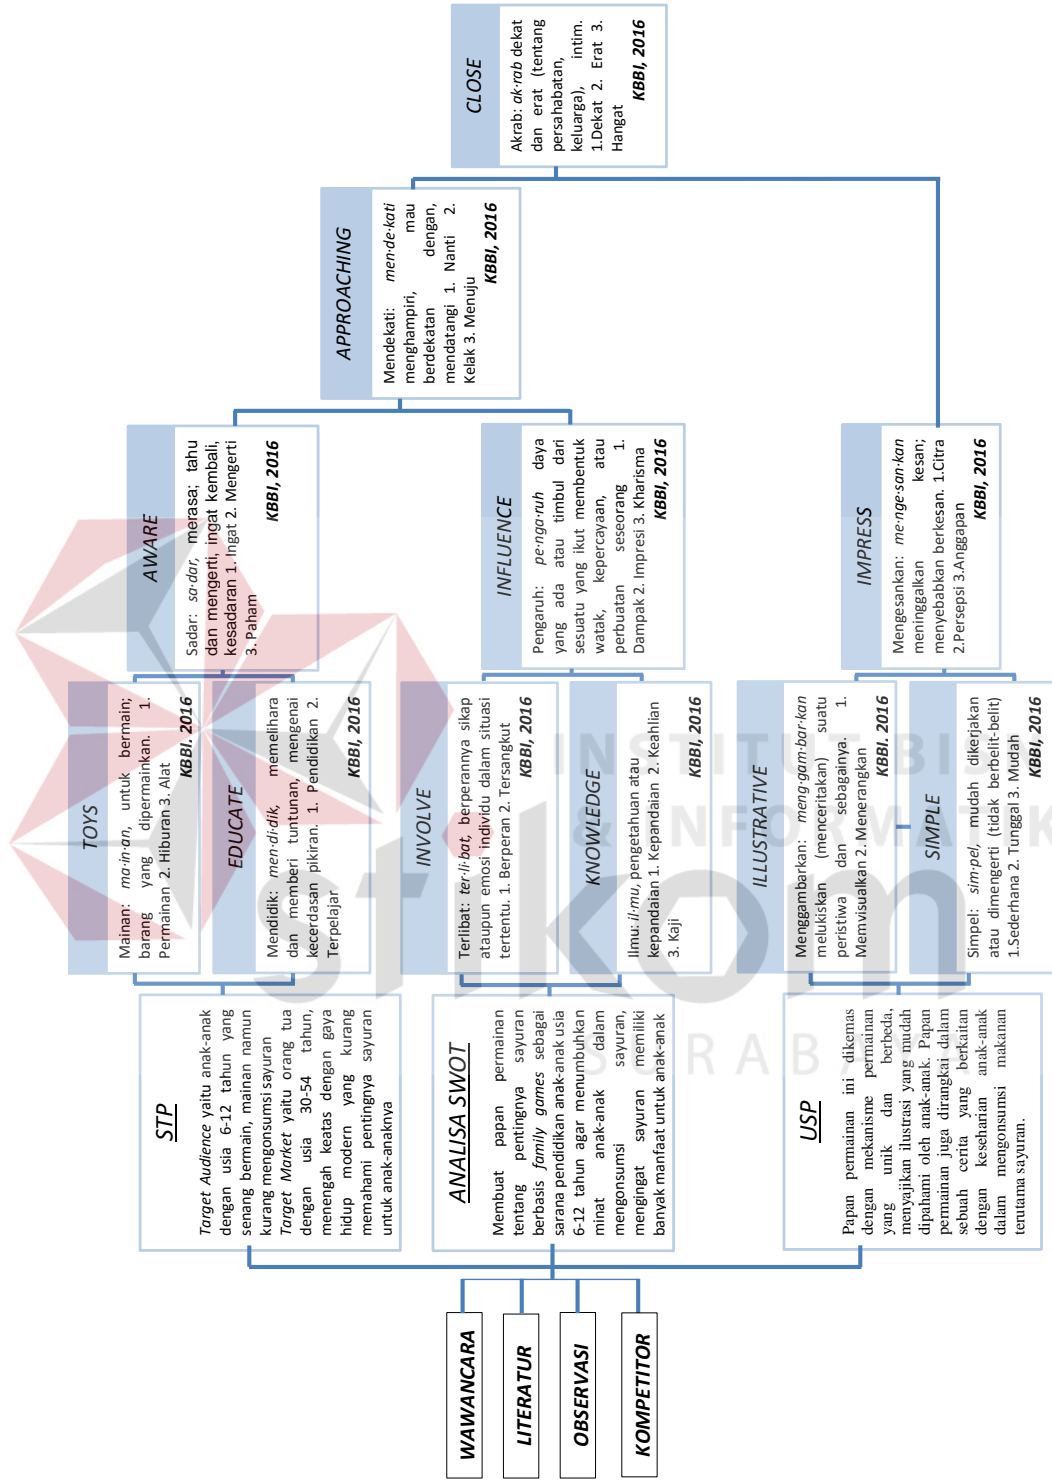 WAWANCARA
LITERATUR
OBSERVASI
KOMPETITOR
STP
Target Audience yaitu anak-anak
dengan usia 6-12 tahun yang
senang bermain, mainan namun
kurang mengonsumsi sayuran
Target Market yaitu orang tua
dengan usia 30-54 tahun,
menengah keatas dengan gaya
hidup modern yang kurang
memahami pentingnya sayuran
untuk anak-anaknya
ANALISA SWOT
Membuat papan permainan
tentang pentingnya sayuran
berbasis family games sebagai
sarana pendidikan anak-anak usia
6-12 tahun agar menumbuhkan
minat anak-anak dalam
mengonsumsi sayuran,
mengingat sayuran memiliki
banyak manfaat untuk anak-anak
USP
Papan permainan ini dikemas
dengan mekanisme permainan
yang unik dan berbeda,
menyajikan ilustrasi yang mudah
dipahami oleh anak-anak. Papan
permainan juga dirangkai dalam
sebuah cerita yang berkaitan
dengan keseharian anak-anak
dalam mengonsumsi makanan
terutama sayuran.
TOYS
Mainan: ma·in·an, untuk bermain;
barang yang dipermainkan. 1.
Permainan 2. Hiburan 3. Alat
KBBI. 2016
EDUCATE
Mendidik: men·di·dik, memelihara
dan memberi tuntunan, mengenai
kecerdasan pikiran. 1. Pendidikan 2.
Terpelajar
KBBI, 2016
INVOLVE
Terlibat: ter·li·bat, berperannya sikap
ataupun emosi individu dalam situasi
tertentu. 1. Berperan 2. Tersangkut
KBBI, 2016
KNOWLEDGE
Ilmu: il·mu, pengetahuan atau
kepandaian 1. Kepandaian 2. Keahlian
3. Kaji
KBBI, 2016
ILLUSTRATIVE
Menggambarkan: meng·gam·bar·kan
melukiskan (menceritakan) suatu
peristiwa dan sebagainya. 1.
Memvisualkan 2. Menerangkan
KBBI. 2016
SIMPLE
Simpel: sim·pel, mudah dikerjakan
atau dimengerti (tidak berbelit-belit)
1.Sederhana 2. Tunggal 3. Mudah
KBBI, 2016
AWARE
Sadar: sa·dar, merasa; tahu
dan mengerti, ingat kembali,
kesadaran 1. Ingat 2. Mengerti
3. Paham
KBBI, 2016
INFLUENCE
Pengaruh: pe·nga·ruh daya
yang ada atau timbul dari
sesuatu yang ikut membentuk
watak, kepercayaan, atau
perbuatan seseorang 1.
Dampak 2. Impresi 3. Kharisma
KBBI, 2016
IMPRESS
Mengesankan: me·nge·san·kan
meninggalkan kesan;
menyebabkan berkesan. 1.Citra
2.Persepsi 3.Anggapan
KBBI, 2016
APPROACHING
Mendekati: men·de·kati
menghampiri, mau
berdekatan dengan,
mendatangi 1. Nanti 2.
Kelak 3. Menuju
KBBI, 2016
CLOSE
Akrab: ak·rab dekat
dan erat (tentang
persahabatan,
keluarga), intim.
1.Dekat 2. Erat 3.
Hangat
KBBI, 2016
INSTITUT BIS
& INFORMATIK
stikom
SURABAYA